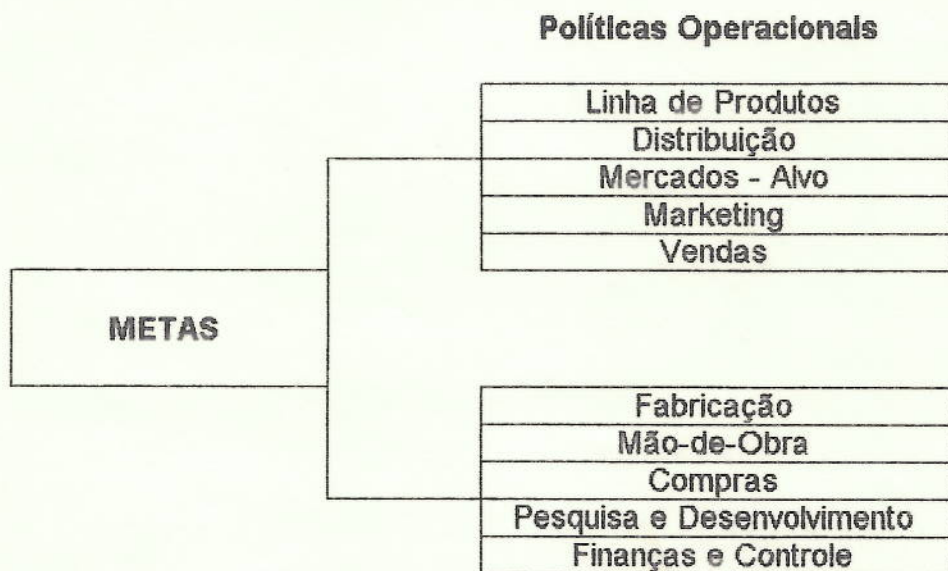 Políticas Operacionais
Linha de Produtos
Distribuição
Mercados - Alvo
Marketing
Vendas
METAS
Fabricação
Mão-de-Obra
Compras
Pesquisa e Desenvolvimento
Finanças e Controle